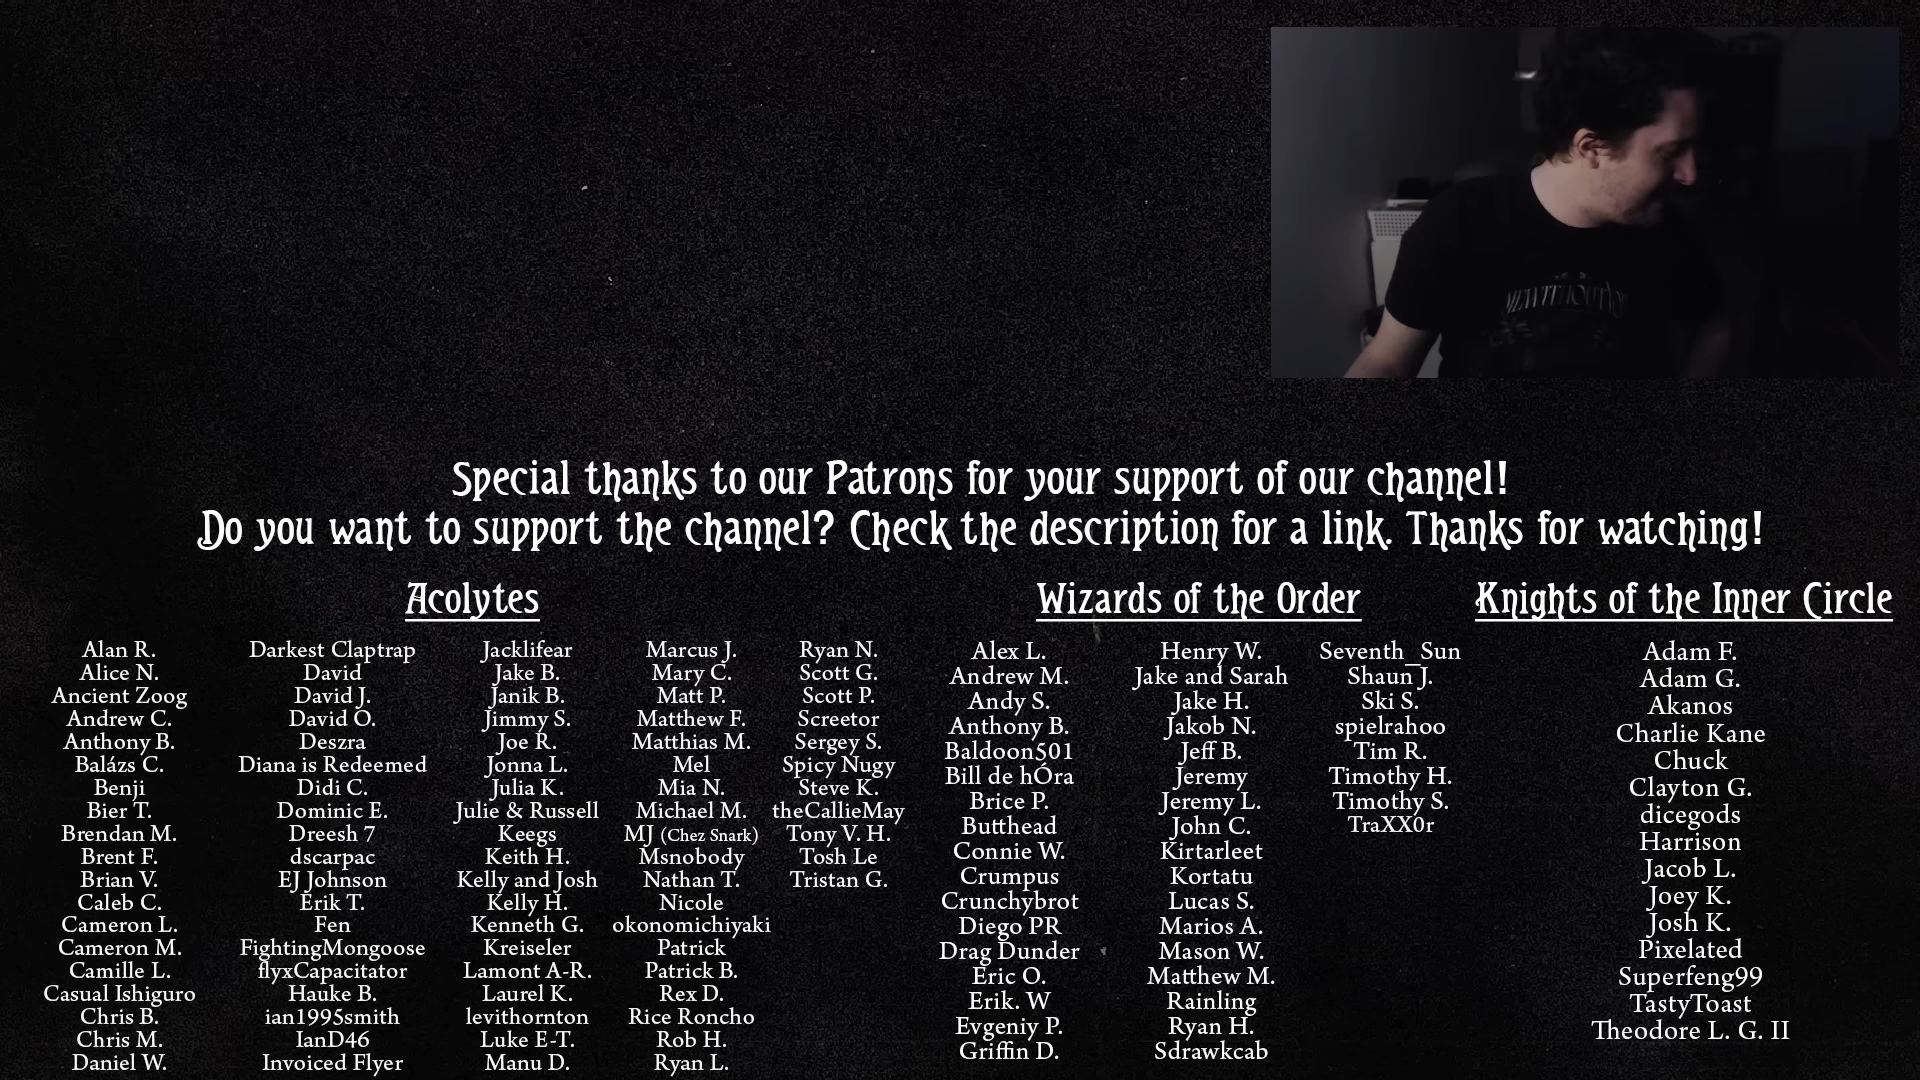 Special thanks to our Patrons for your support of our channel!
Do you want to support the channel? Check the description for a link. Thanks for watching!
Acolytes
Alan R.
Alice N.
Ancient Zoog
Andrew C.
Anthony B.
Balázs C.
Benji
Bier T.
Brendan M.
Brent F.
Brian V.
Caleb C.
Cameron L.
Cameron M.
Camille L.
Casual Ishiguro
Chris B.
Chris M.
Daniel W.
Darkest Claptrap
David
David J.
David O.
Deszra
Diana is Redeemed
Didi C.
Dominic E.
Dreesh 7
dscarpac
EJ Johnson
Erik T.
Fen
FightingMongoose
flyxCapacitator
Hauke B.
ian1995smith
IanD46
Invoiced Flyer
Jacklifear
Jake B.
Janik B.
Jimmy S.
Joe R.
Jonna L.
Julia K.
Julie & Russell
Keegs
Keith H.
Kelly and Josh
Kelly H.
Kenneth G.
Kreiseler
Lamont A-R.
Laurel K.
levithornton
Luke E-T.
Manu D.
Marcus J.
Mary C.
Matt P.
Matthew F.
Matthias M.
Mel
Mia N.
Michael M.
MJ (Chez Snark)
Msnobody
Nathan T.
Nicole
okonomichiyaki
Patrick
Patrick B.
Rex D.
Rice Roncho
Rob H.
Ryan L.
Ryan N.
Scott G.
Scott P.
Screetor
Sergey S.
Spicy Nugy
Steve K.
theCallieMay
Tony V. H.
Tosh Le
Tristan G.
Wizards of the Order
Alex L.
Andrew M.
Andy S.
Anthony B.
Baldoon501
Bill de hÓra
Brice P.
Butthead
Connie W.
Crumpus
Crunchybrot
Diego PR
Drag Dunder
Eric O.
Erik. W
Evgeniy P.
Griffin D.
Henry W.
Jake and Sarah
Jake H.
Jakob N.
Jeff B.
Jeremy
Jeremy L.
John C.
Kirtarleet
Kortatu
Lucas S.
Marios A.
Mason W.
Matthew M.
Rainling
Ryan H.
Sdrawkcab
Seventh_Sun
Shaun J.
Ski S.
spielrahoo
Tim R.
Timothy H.
Timothy S.
TraXX0r
Knights of the Inner Circle
Adam F.
Adam G.
Akanos
Charlie Kane
Chuck
Clayton G.
dicegods
Harrison
Jacob L.
Joey K.
Josh K.
Pixelated
Superfeng99
TastyToast
Theodore L. G. II